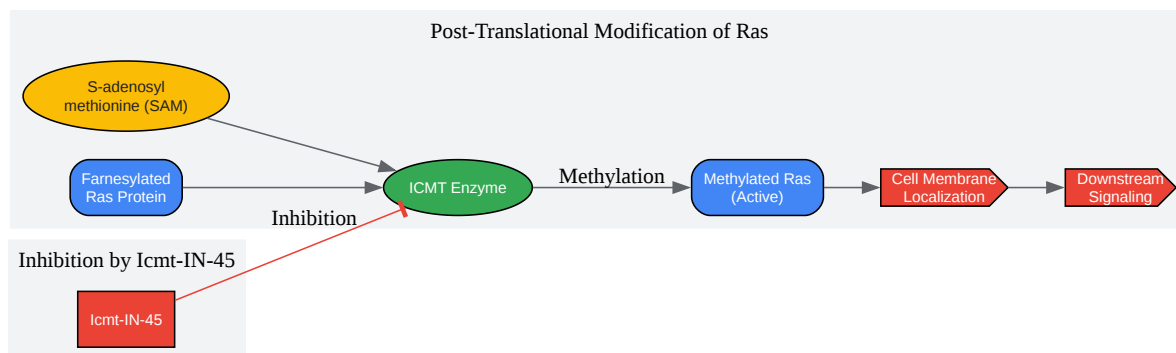 Post-Translational Modification of Ras
S-adenosyl
methionine (SAM)
Farnesylated
Ras Protein
ICMT Enzyme
Methylation
Methylated Ras
(Active)
Cell Membrane
Localization
Downstream
Signaling
Inhibition
Inhibition by Icmt-IN-45
Icmt-IN-45